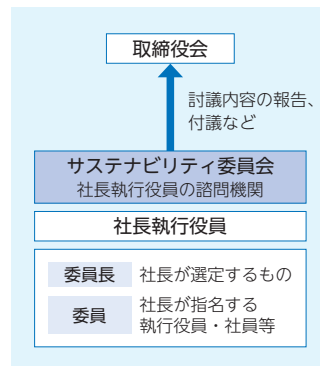 取締役会
討議内容の報告、
付議など
サステナビリティ委員会
社長執行役員の諮問機関
社長執行役員
委員長 社長が選定するもの
委員 社長が指名する
執行役員・社員等